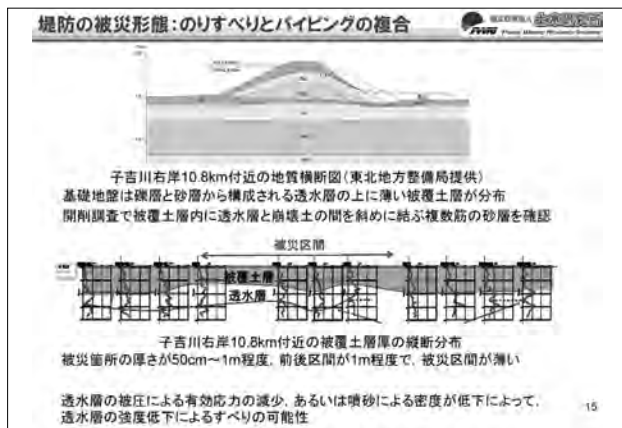 堤防の被災形態:のりすべりとパイピングの複合
子吉川右岸10.8km付近の地質横断図(東北地方整備局提供)
基礎地盤は礫層と砂層から構成される透水層の上に薄い被覆土層が分布
開削調査で被覆土層内に透水層と崩壊土の間を斜めに結ぶ複数筋の砂層を確認
被災区間
被覆土層
透水層
子吉川右岸10.8km付近の被覆土層厚の縦断分布
被災箇所の厚さが50cm~1m程度, 前後区間が1m程度で, 被災区間が薄い
透水層の被圧による有効応力の減少, あるいは噴砂による密度が低下によって,
透水層の強度低下によるすべりの可能性
15